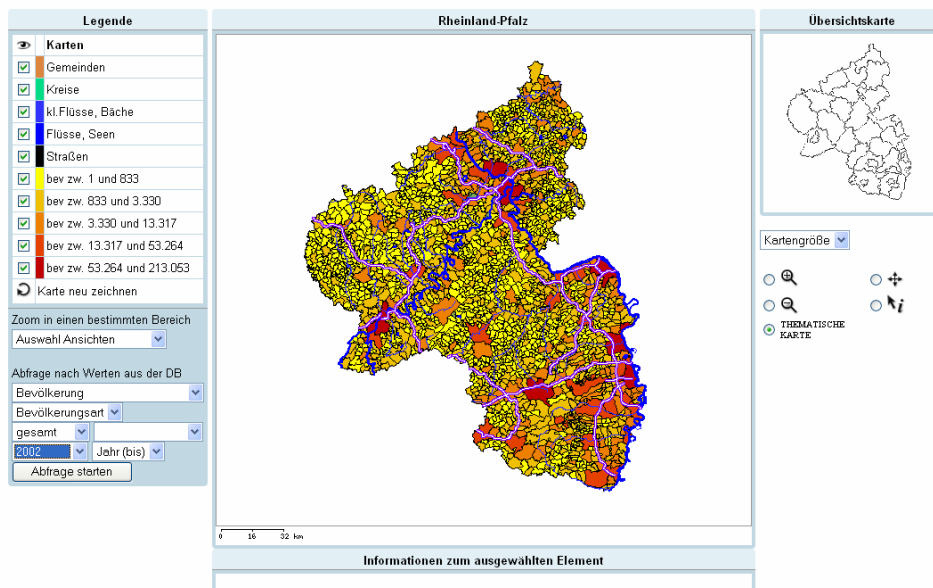 Legende
Karten
Gemeinden
Kreise
kl.Flüsse, Bäche
Flüsse, Seen
Straßen
bev zw. 1 und 833
bev zw. 833 und 3.330
bev zw. 3.330 und 13.317
bev zw. 13.317 und 53.264
bev zw. 53.264 und 213.053
Karte neu zeichnen
Zoom in einen bestimmten Bereich
Auswahl Ansichten
Abfrage nach Werten aus der DB
Bevölkerung
Bevölkerungsart
gesamt
2002 Jahr (bis)
Abfrage starten
Rheinland-Pfalz
0 16 32 km
Informationen zum ausgewählten Element
Übersichtskarte
Kartengröße
i
THEMATISCHE
KARTE